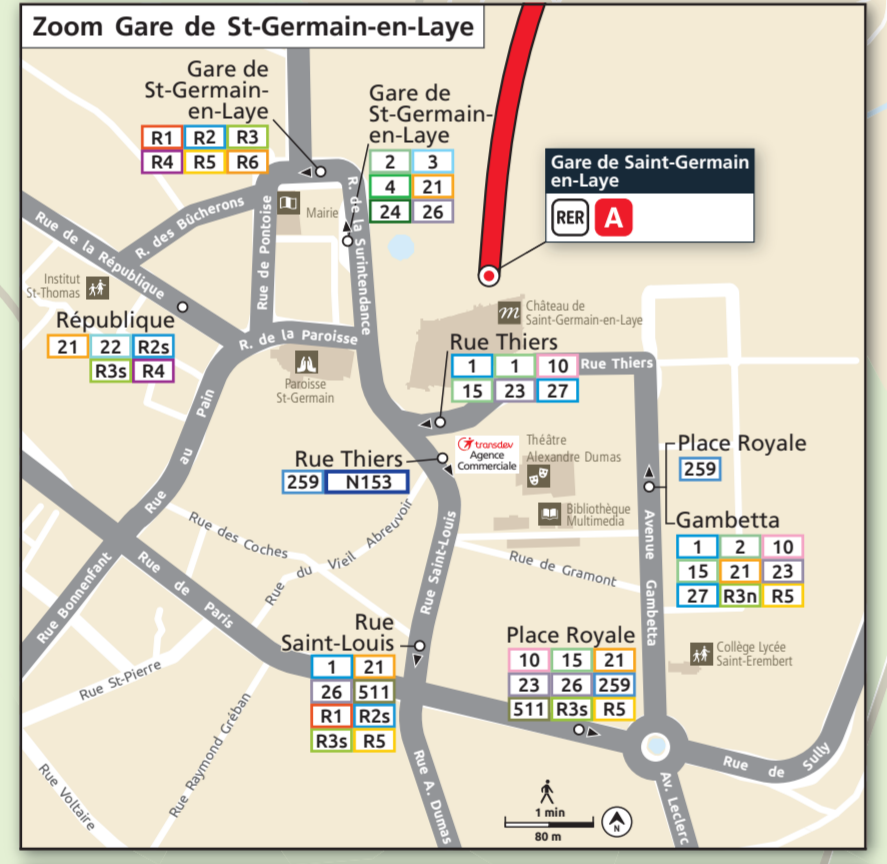 Zoom Gare de St-Germain-en-Laye
Gare de
St-Germain-
en-Laye
R1 R2 R3
R4 R5 R6
Gare de
St-Germain-
en-Laye
2 3
4 21
24 26
Gare de Saint-Germain
en-Laye
RER A
Mairie
R. de la Surintendance
R. des Bûcherons
Rue de Pontoise
Rue de la République
Institut
St-Thomas
République
21 22 R2s
R3s R4
R. de la Paroisse
Paroisse
St-Germain
Château de
Saint-Germain-en-Laye
Rue Thiers
1 1 10
15 23 27
Rue Thiers
Rue au Pain
Rue Thiers
259 N153
transdev
Agence
Commerciale
Théâtre
Alexandre Dumas
Bibliothèque
Multimedia
Place Royale
259
Gambetta
1 2 10
15 21 23
27 R3n R5
Avenue Gambetta
Rue des Coches
Rue du Vieil Abreuvoir
Rue Saint-Louis
Rue de Gramont
Rue Bonnenfant
Rue de Paris
Rue
Saint-Louis
1 21
26 511
R1 R2s
R3s R5
Place Royale
10 15 21
23 26 259
511 R3s R5
Collège Lycée
Saint-Erembert
Rue St-Pierre
Rue Raymond Gréban
Rue Voltaire
Rue A. Dumas
Rue de Sully
Av. Leclerc
1 min
80 m
N